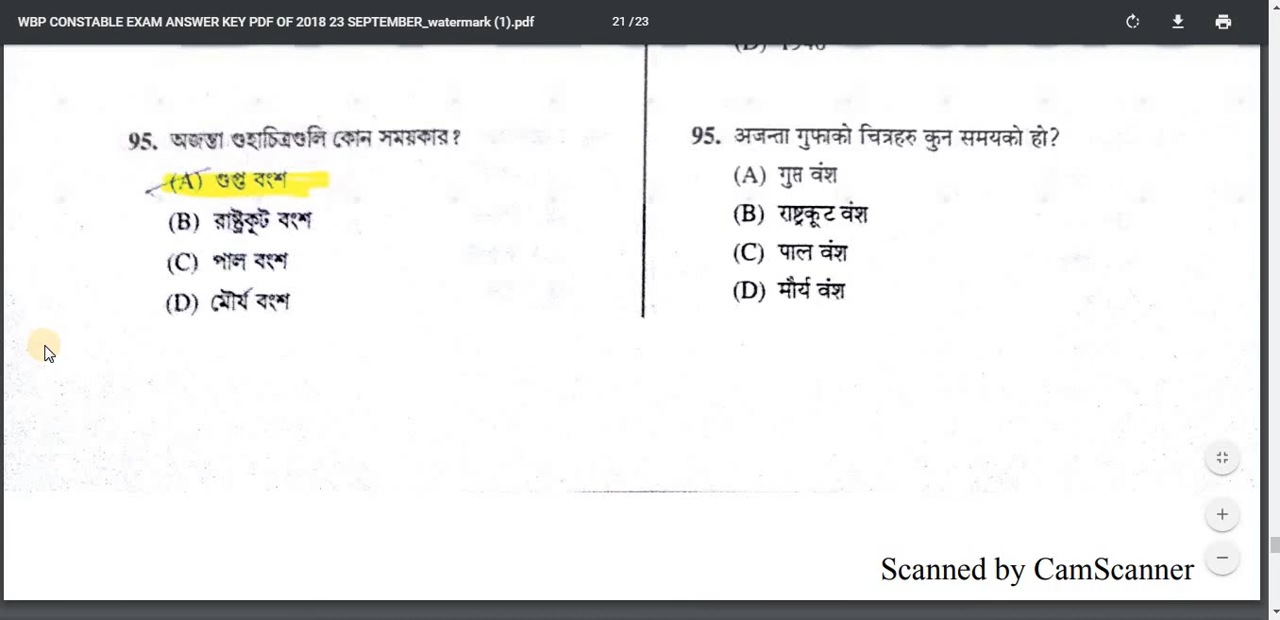 WBP CONSTABLE EXAM ANSWER KEY PDF OF 2018 23 SEPTEMBER_watermark (1).pdf
21 / 23
95. অজন্তা গুহাচিত্রগুলি কোন সময়কার?
(A) গুপ্ত বংশ
(B) রাষ্ট্রকূট বংশ
(C) পাল বংশ
(D) মৌর্য বংশ
(D) 1946
95. अजन्ता गुफाको चित्रहरु कुन समयको हो?
(A) गुप्त वंश
(B) राष्ट्रकूट वंश
(C) पाल वंश
(D) मौर्य वंश
Scanned by CamScanner